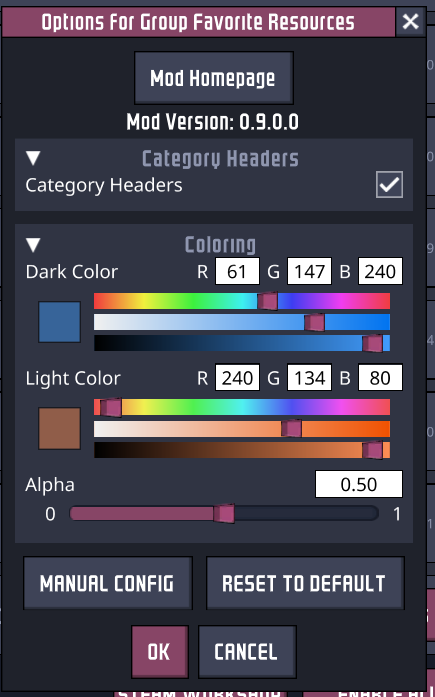 Options For Group Favorite Resources
Mod Homepage
Mod Version: 0.9.0.0
Category Headers
Category Headers
Coloring
Dark Color R 61 G 147 B 240
Light Color R 240 G 134 B 80
Alpha 0.50
0 1
MANUAL CONFIG RESET TO DEFAULT
OK CANCEL